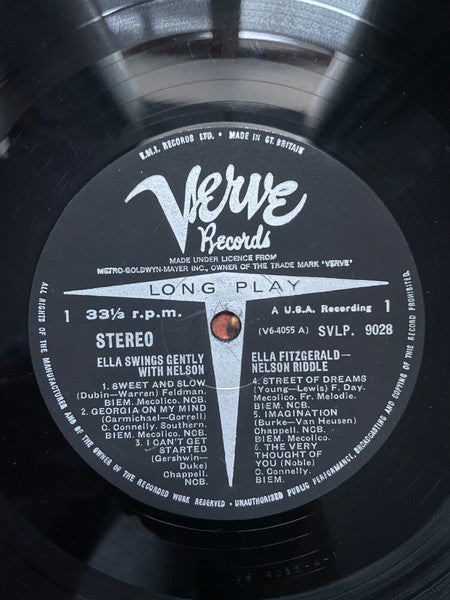 E.M.I. RECORDS LTD. • MADE IN GT. BRITAIN
Verve
Records
MADE UNDER LICENCE FROM
METRO-GOLDWYN-MAYER INC., OWNER OF THE TRADE MARK "VERVE"
LONG PLAY
1 33⅓ r.p.m.
A U.S.A. Recording 1
STEREO
(V6-4055 A) SVLP. 9028
ELLA SWINGS GENTLY
WITH NELSON
1. SWEET AND SLOW
(Dubin—Warren) Feldman.
BIEM. Mecolico. NCB.
2. GEORGIA ON MY MIND
(Carmichael—Gorrell)
C. Connelly. Southern.
BIEM. Mecolico. NCB.
3. I CAN'T GET
STARTED
(Gershwin—
Duke)
Chappell.
NCB.
ELLA FITZGERALD—
NELSON RIDDLE
4. STREET OF DREAMS
(Young—Lewis) F. Day.
Mecolico. Fr. Melodie.
BIEM. NCB.
5. IMAGINATION
(Burke—Van Heusen)
Chappell. NCB.
BIEM. Mecolico.
6. THE VERY
THOUGHT OF
YOU (Noble)
C. Connelly.
BIEM.
ALL RIGHTS OF THE MANUFACTURER AND OF THE OWNER OF THE RECORDED WORK RESERVED • UNAUTHORISED PUBLIC PERFORMANCE, BROADCASTING AND COPYING OF THIS RECORD PROHIBITED.
V6 4055-A-1